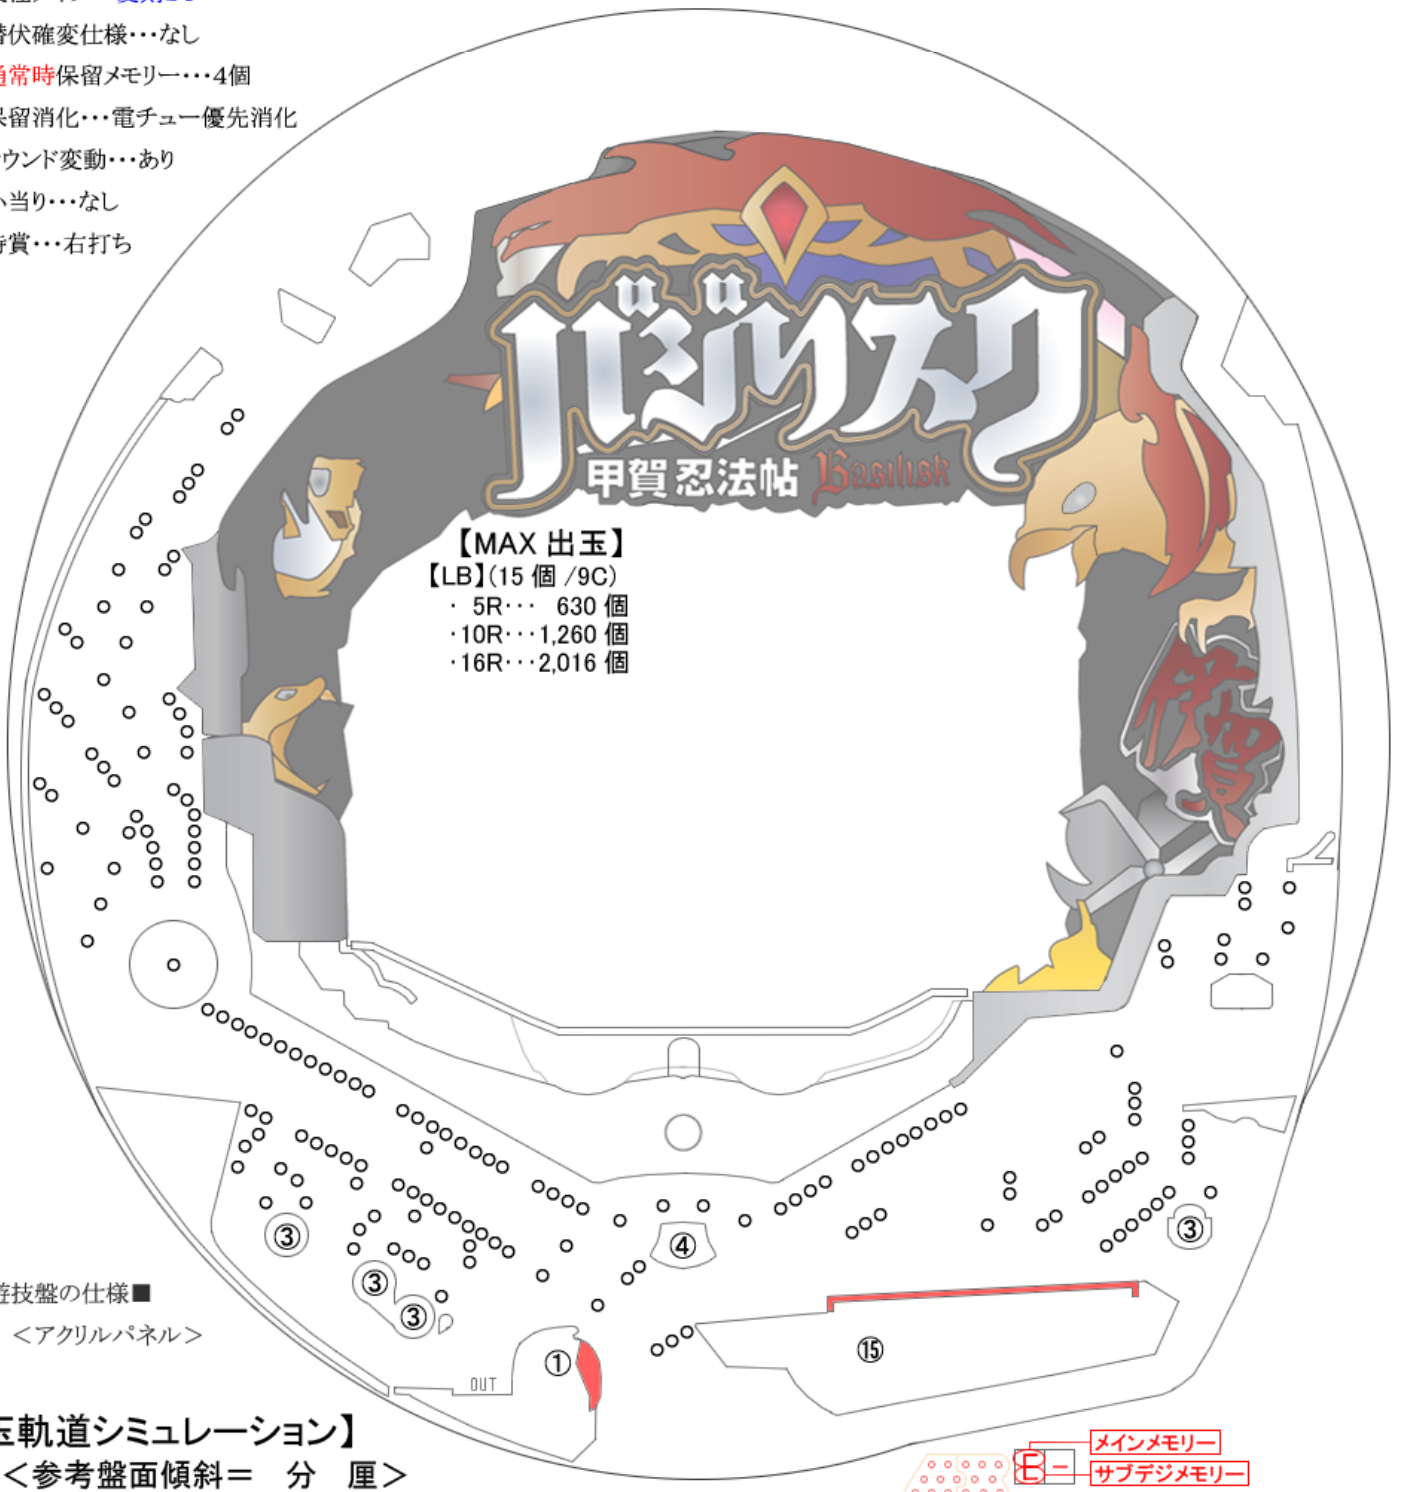 伏確変仕様･･･なし
通常時保留メモリー･･･4個
保留消化･･･電チュー優先消化
ウンド変動･･･あり
当り･･･なし
賞･･･右打ち
バジリスク
甲賀忍法帖 Basilisk
【MAX 出玉】
【LB】(15 個 /9C)
・ 5R･･･ 630 個
・10R･･･1,260 個
・16R･･･2,016 個
伊賀
③
④
③
③
③
遊技盤の仕様■
＜アクリルパネル＞
①
⑮
OUT
玉軌道シミュレーション】
＜参考盤面傾斜＝ 分 厘＞
メインメモリー
E －
E
サブデジメモリー